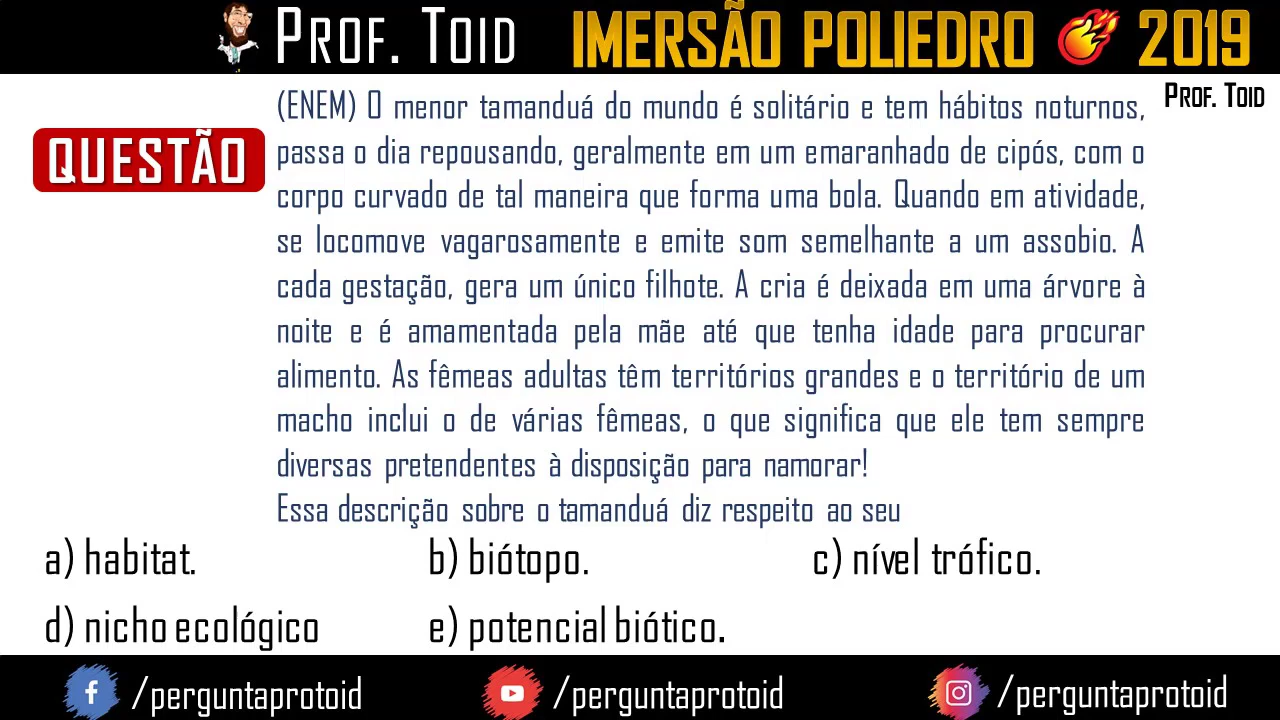 PROF. TOID
IMERSÃO POLIEDRO 2019
PROF. TOID
QUESTÃO
(ENEM) O menor tamanduá do mundo é solitário e tem hábitos noturnos,
passa o dia repousando, geralmente em um emaranhado de cipós, com o
corpo curvado de tal maneira que forma uma bola. Quando em atividade,
se locomove vagarosamente e emite som semelhante a um assobio. A
cada gestação, gera um único filhote. A cria é deixada em uma árvore à
noite e é amamentada pela mãe até que tenha idade para procurar
alimento. As fêmeas adultas têm territórios grandes e o território de um
macho inclui o de várias fêmeas, o que significa que ele tem sempre
diversas pretendentes à disposição para namorar!
Essa descrição sobre o tamanduá diz respeito ao seu
a) habitat. b) biótopo. c) nível trófico.
d) nicho ecológico e) potencial biótico.
/perguntaprotoid /perguntaprotoid /perguntaprotoid